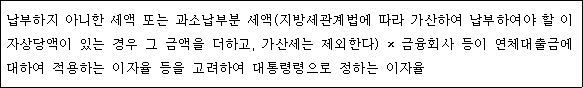 납부하지 아니한 세액 또는 과소납부분 세액(지방세관계법에 따라 가산하여 납부하여야 할 이
자상당액이 있는 경우 그 금액을 더하고, 가산세는 제외한다) × 금융회사 등이 연체대출금에
대하여 적용하는 이자율 등을 고려하여 대통령령으로 정하는 이자율